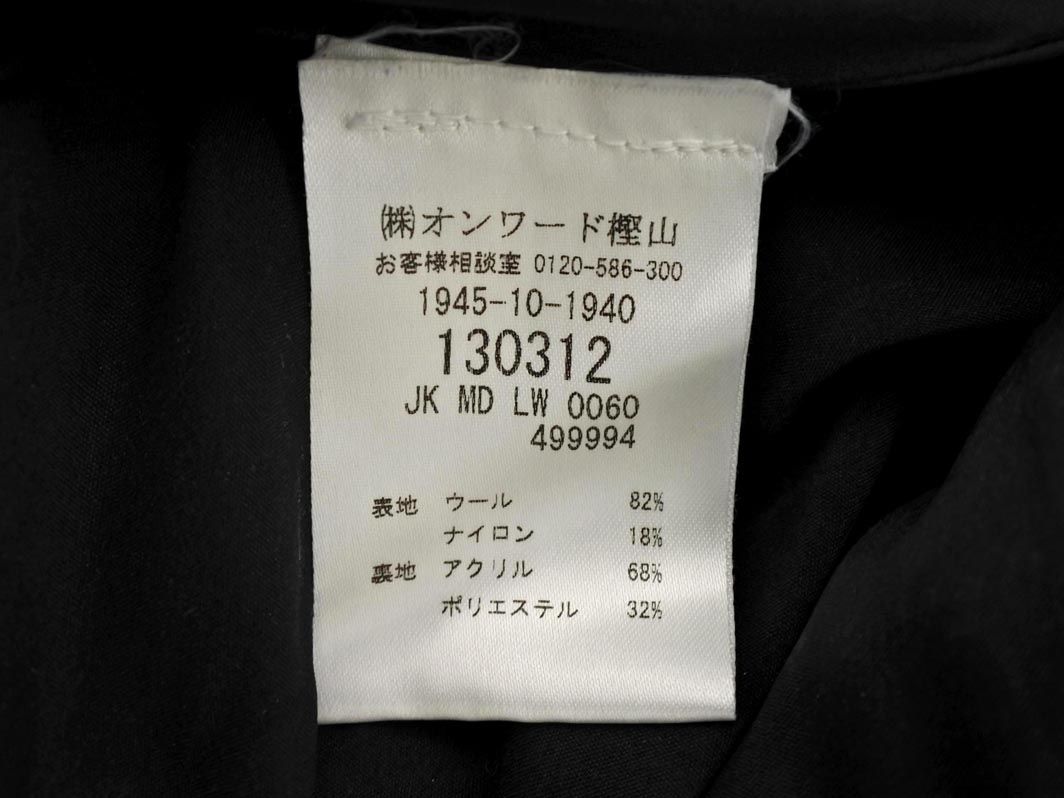 ㈱オンワード樫山
お客様相談室 0120-586-300
1945-10-1940
130312
JK MD LW 0060
499994
表地 ウール 82%
ナイロン 18%
裏地 アクリル 68%
ポリエステル 32%